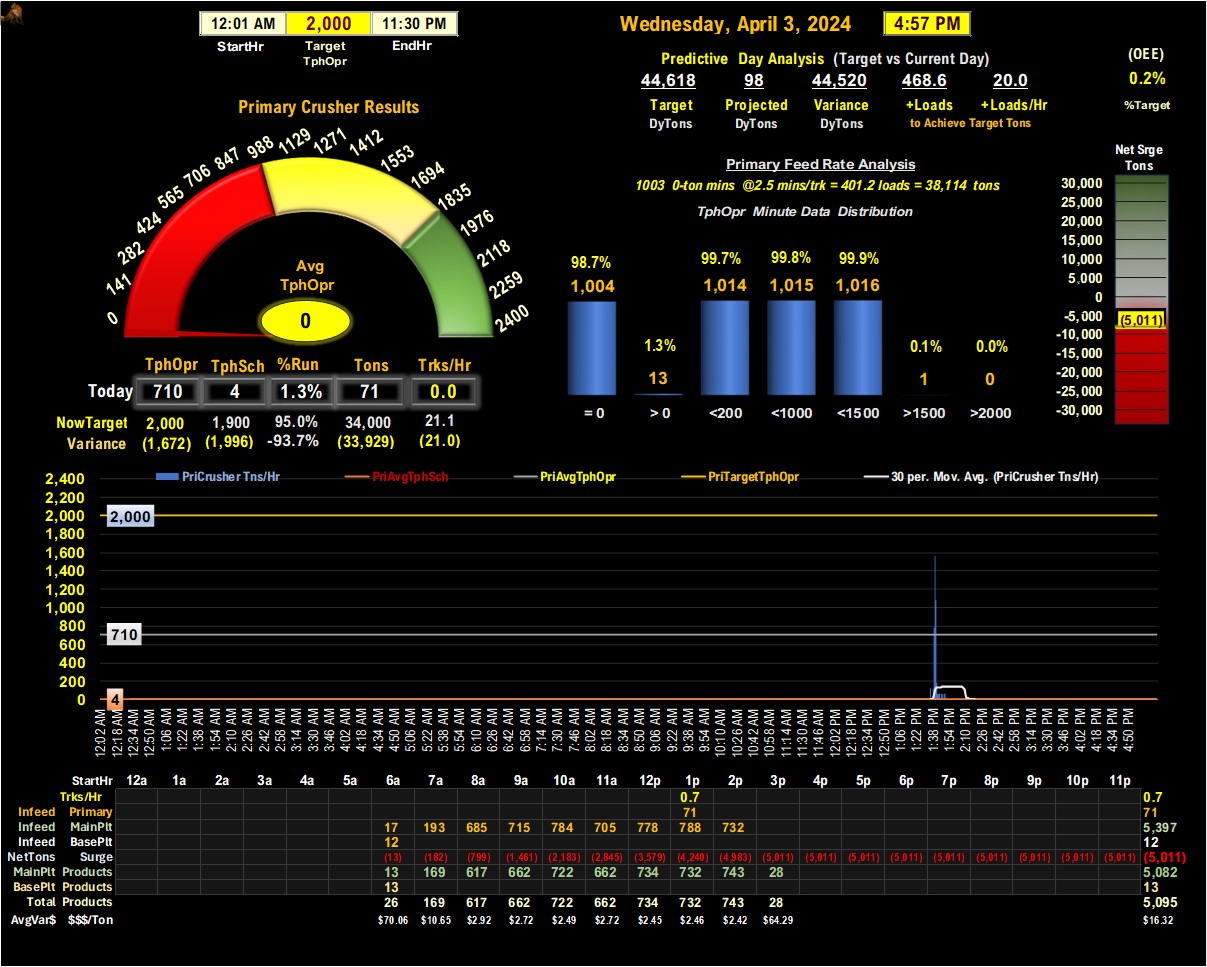 12:01 AM 2,000 11:30 PM
StartHr Target EndHr
TphOpr
Wednesday, April 3, 2024 4:57 PM
Predictive Day Analysis (Target vs Current Day)
44,618 98 44,520 468.6 20.0
Target Projected Variance +Loads +Loads/Hr
DyTons DyTons DyTons to Achieve Target Tons
(OEE)
0.2%
%Target
Primary Crusher Results
0 141 282 424 565 706 847 988 1129 1271 1412 1553 1694 1835 1976 2118 2259 2400
Avg
TphOpr
0
TphOpr TphSch %Run Tons Trks/Hr
Today 710 4 1.3% 71 0.0
NowTarget 2,000 1,900 95.0% 34,000 21.1
Variance (1,672) (1,996) -93.7% (33,929) (21.0)
Primary Feed Rate Analysis
1003 0-ton mins @2.5 mins/trk = 401.2 loads = 38,114 tons
TphOpr Minute Data Distribution
98.7% 1.3% 99.7% 99.8% 99.9% 0.1% 0.0%
1,004 13 1,014 1,015 1,016 1 0
= 0 > 0 <200 <1000 <1500 >1500 >2000
Net Srge
Tons
30,000
25,000
20,000
15,000
10,000
5,000
0
-5,000
(5,011)
-10,000
-15,000
-20,000
-25,000
-30,000
PriCrusher Tns/Hr PriAvgTphSch PriAvgTphOpr PriTargetTphOpr 30 per. Mov. Avg. (PriCrusher Tns/Hr)
2,400
2,200
2,000 2,000
1,800
1,600
1,400
1,200
1,000
800
710
600
400
200
0 4
12:02 AM 12:18 AM 12:34 AM 12:50 AM 1:06 AM 1:22 AM 1:38 AM 1:54 AM 2:10 AM 2:26 AM 2:42 AM 2:58 AM 3:14 AM 3:30 AM 3:46 AM 4:02 AM 4:18 AM 4:34 AM 4:50 AM 5:06 AM 5:22 AM 5:38 AM 5:54 AM 6:10 AM 6:26 AM 6:42 AM 6:58 AM 7:14 AM 7:30 AM 7:46 AM 8:02 AM 8:18 AM 8:34 AM 8:50 AM 9:06 AM 9:22 AM 9:38 AM 9:54 AM 10:10 AM 10:26 AM 10:42 AM 10:58 AM 11:14 AM 11:30 AM 11:46 AM 12:02 PM 12:18 PM 12:34 PM 12:50 PM 1:06 PM 1:22 PM 1:38 PM 1:54 PM 2:10 PM 2:26 PM 2:42 PM 2:58 PM 3:14 PM 3:30 PM 3:46 PM 4:02 PM 4:18 PM 4:34 PM 4:50 PM
StartHr 12a 1a 2a 3a 4a 5a 6a 7a 8a 9a 10a 11a 12p 1p 2p 3p 4p 5p 6p 7p 8p 9p 10p 11p
Trks/Hr 0.7 0.7
Infeed Primary 71 71
Infeed MainPlt 17 193 685 715 784 705 778 788 732 5,397
Infeed BasePlt 12 12
NetTons Surge (13) (182) (799) (1,461) (2,183) (2,845) (3,579) (4,240) (4,983) (5,011) (5,011) (5,011) (5,011) (5,011) (5,011) (5,011) (5,011) (5,011) (5,011)
MainPlt Products 13 169 617 662 722 662 734 732 743 28 5,082
BasePlt Products 13 13
Total Products 26 169 617 662 722 662 734 732 743 28 5,095
AvgVar$ $$$/Ton $70.06 $10.65 $2.92 $2.72 $2.49 $2.72 $2.45 $2.46 $2.42 $64.29 $16.32